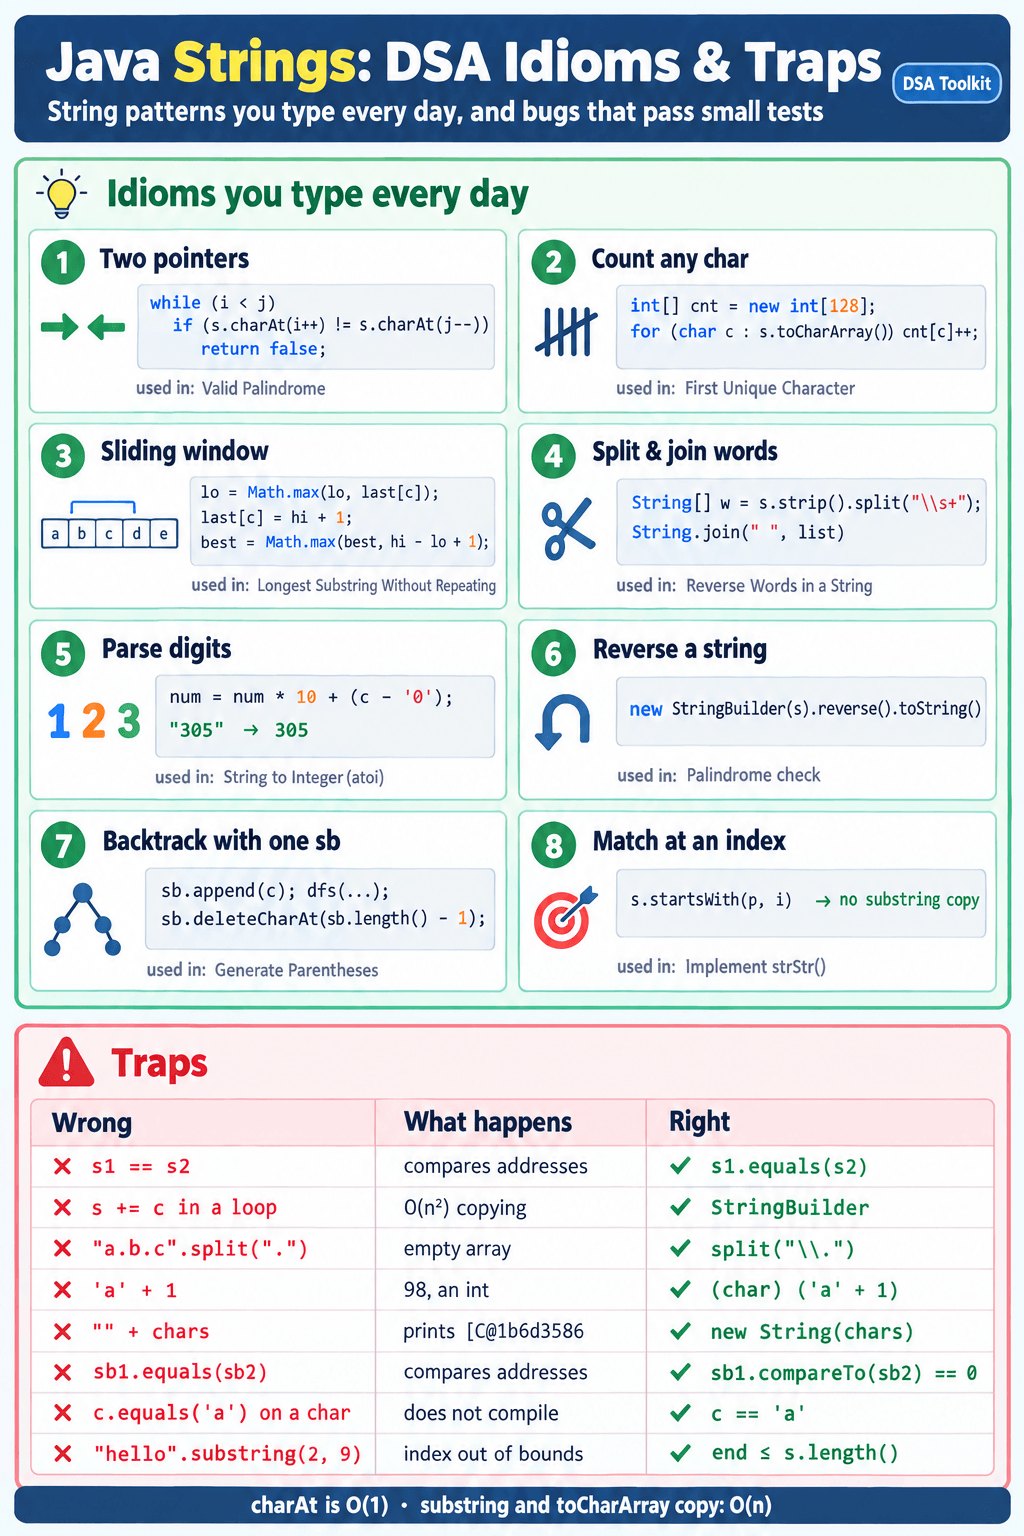 Java Strings: DSA Idioms & Traps
DSA Toolkit
String patterns you type every day, and bugs that pass small tests
Idioms you type every day
1 Two pointers
while (i < j)
if (s.charAt(i++) != s.charAt(j--))
return false;
used in: Valid Palindrome
2 Count any char
int[] cnt = new int[128];
for (char c : s.toCharArray()) cnt[c]++;
used in: First Unique Character
3 Sliding window
a b c d e
lo = Math.max(lo, last[c]);
last[c] = hi + 1;
best = Math.max(best, hi - lo + 1);
used in: Longest Substring Without Repeating
4 Split & join words
String[] w = s.strip().split("\\s+");
String.join(" ", list)
used in: Reverse Words in a String
5 Parse digits
1 2 3
num = num * 10 + (c - '0');
"305" → 305
used in: String to Integer (atoi)
6 Reverse a string
new StringBuilder(s).reverse().toString()
used in: Palindrome check
7 Backtrack with one sb
sb.append(c); dfs(...);
sb.deleteCharAt(sb.length() - 1);
used in: Generate Parentheses
8 Match at an index
s.startsWith(p, i) → no substring copy
used in: Implement strStr()
Traps
Wrong What happens Right
s1 == s2 compares addresses s1.equals(s2)
s += c in a loop O(n²) copying StringBuilder
"a.b.c".split(".") empty array split("\\.")
'a' + 1 98, an int (char) ('a' + 1)
"" + chars prints [C@1b6d3586 new String(chars)
sb1.equals(sb2) compares addresses sb1.compareTo(sb2) == 0
c.equals('a') on a char does not compile c == 'a'
"hello".substring(2, 9) index out of bounds end ≤ s.length()
charAt is O(1) • substring and toCharArray copy: O(n)